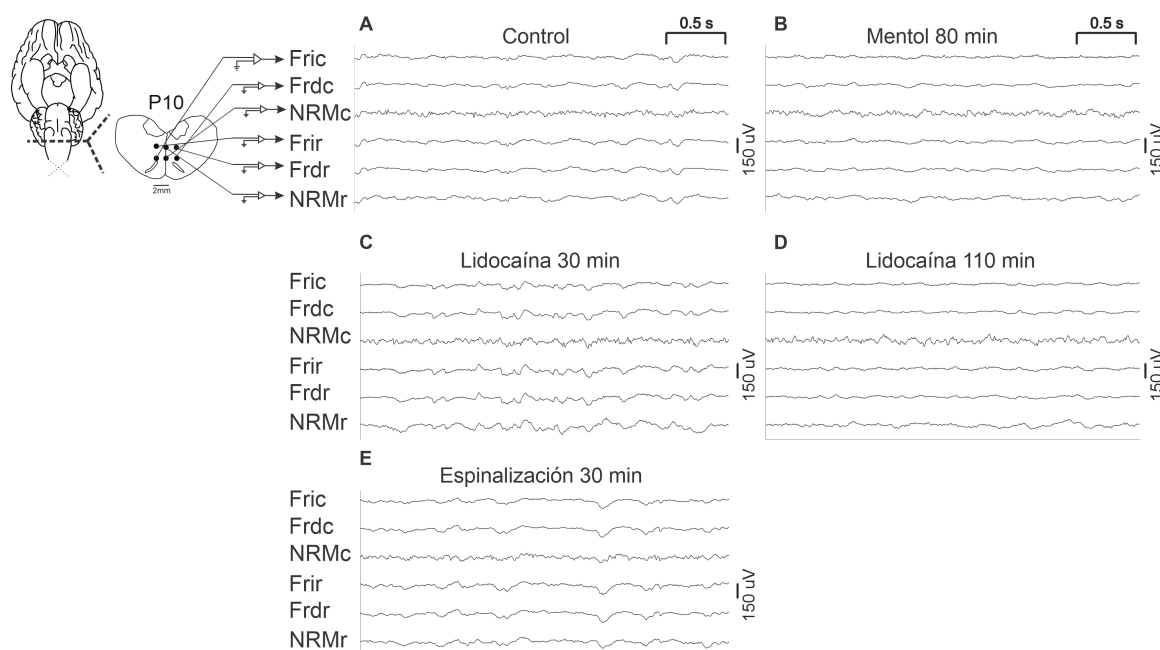 A
Control
0.5 s
B
Mentol 80 min
0.5 s
P10
2mm
Fric
Frdc
NRMc
Frir
Frdr
NRMr
150 uV
150 uV
C
Lidocaína 30 min
D
Lidocaína 110 min
Fric
Frdc
NRMc
Frir
Frdr
NRMr
150 uV
150 uV
E
Espinalización 30 min
Fric
Frdc
NRMc
Frir
Frdr
NRMr
150 uV